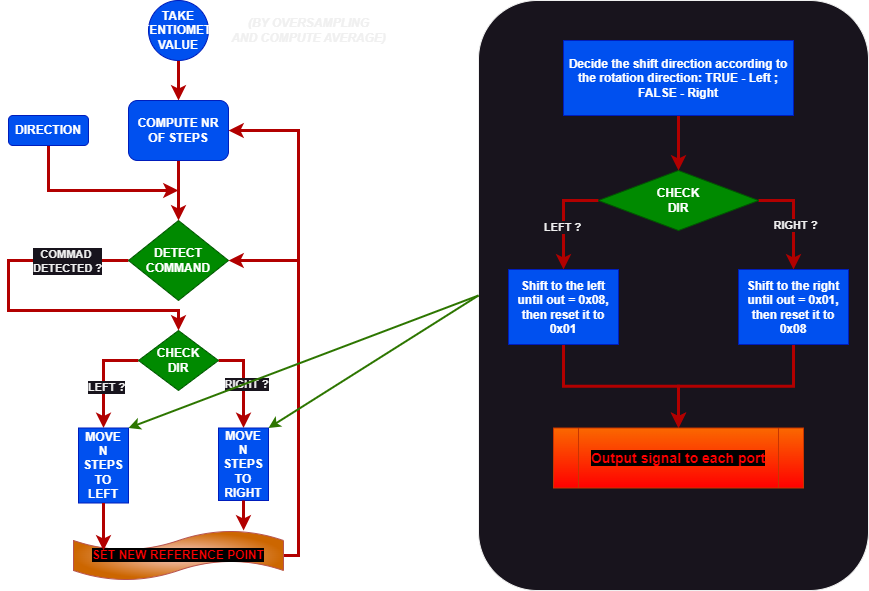 TAKE
ENTIOMET
VALUE
(BY OVERSAMPLING
AND COMPUTE AVERAGE)
COMPUTE NR
OF STEPS
DIRECTION
DETECT
COMMAND
COMMAD
DETECTED ?
CHECK
DIR
LEFT ?
RIGHT ?
MOVE
N
STEPS
TO
LEFT
MOVE
N
STEPS
TO
RIGHT
SET NEW REFERENCE POINT
Decide the shift direction according to
the rotation direction: TRUE - Left ;
FALSE - Right
CHECK
DIR
LEFT ?
RIGHT ?
Shift to the left
until out = 0x08,
then reset it to
0x01
Shift to the right
until out = 0x01,
then reset it to
0x08
Output signal to each port